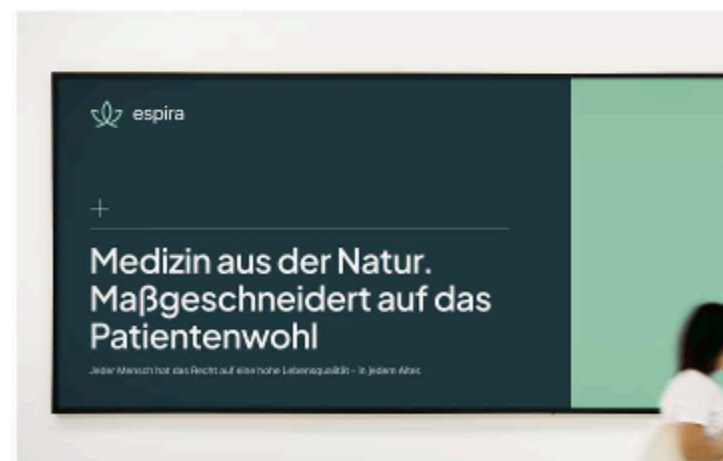 espira
Medizin aus der Natur.
Maßgeschneidert auf das
Patientenwohl
Jeder Mensch hat das Recht auf eine hohe Lebensqualität – in jedem Alter.